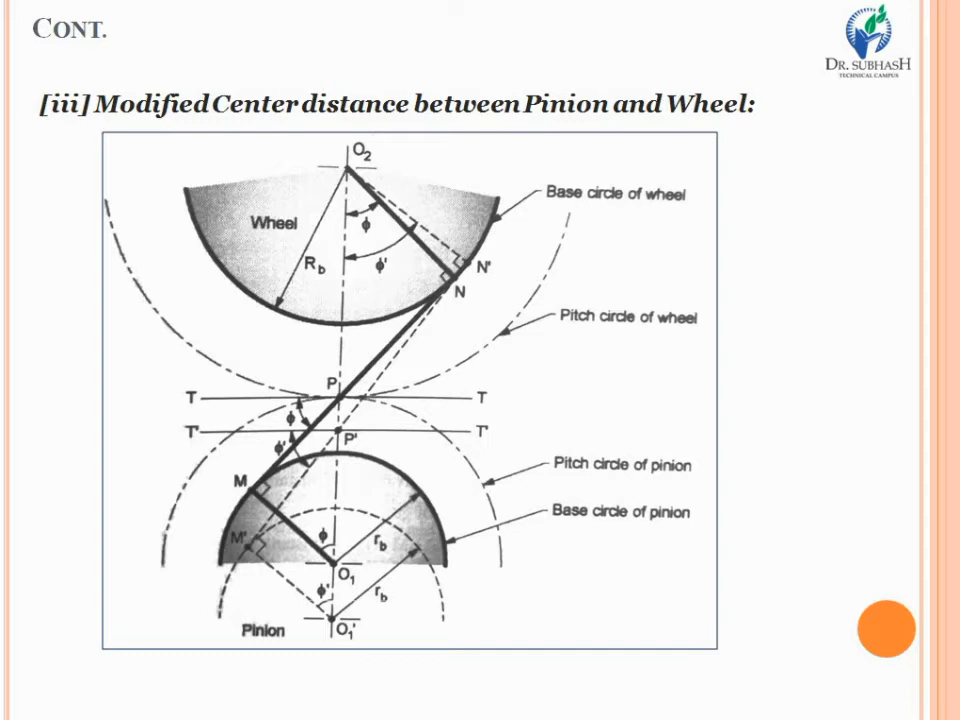 CONT.
DR. SUBHASH
TECHNICAL CAMPUS
[iii] Modified Center distance between Pinion and Wheel:
O₂
Base circle of wheel
Wheel
ϕ
ϕ'
R_b
N'
N
Pitch circle of wheel
P
T
T
ϕ
T'
P'
T'
ϕ'
Pitch circle of pinion
M
Base circle of pinion
M'
ϕ
r_b
O₁
ϕ'
r_b
Pinion
O₁'